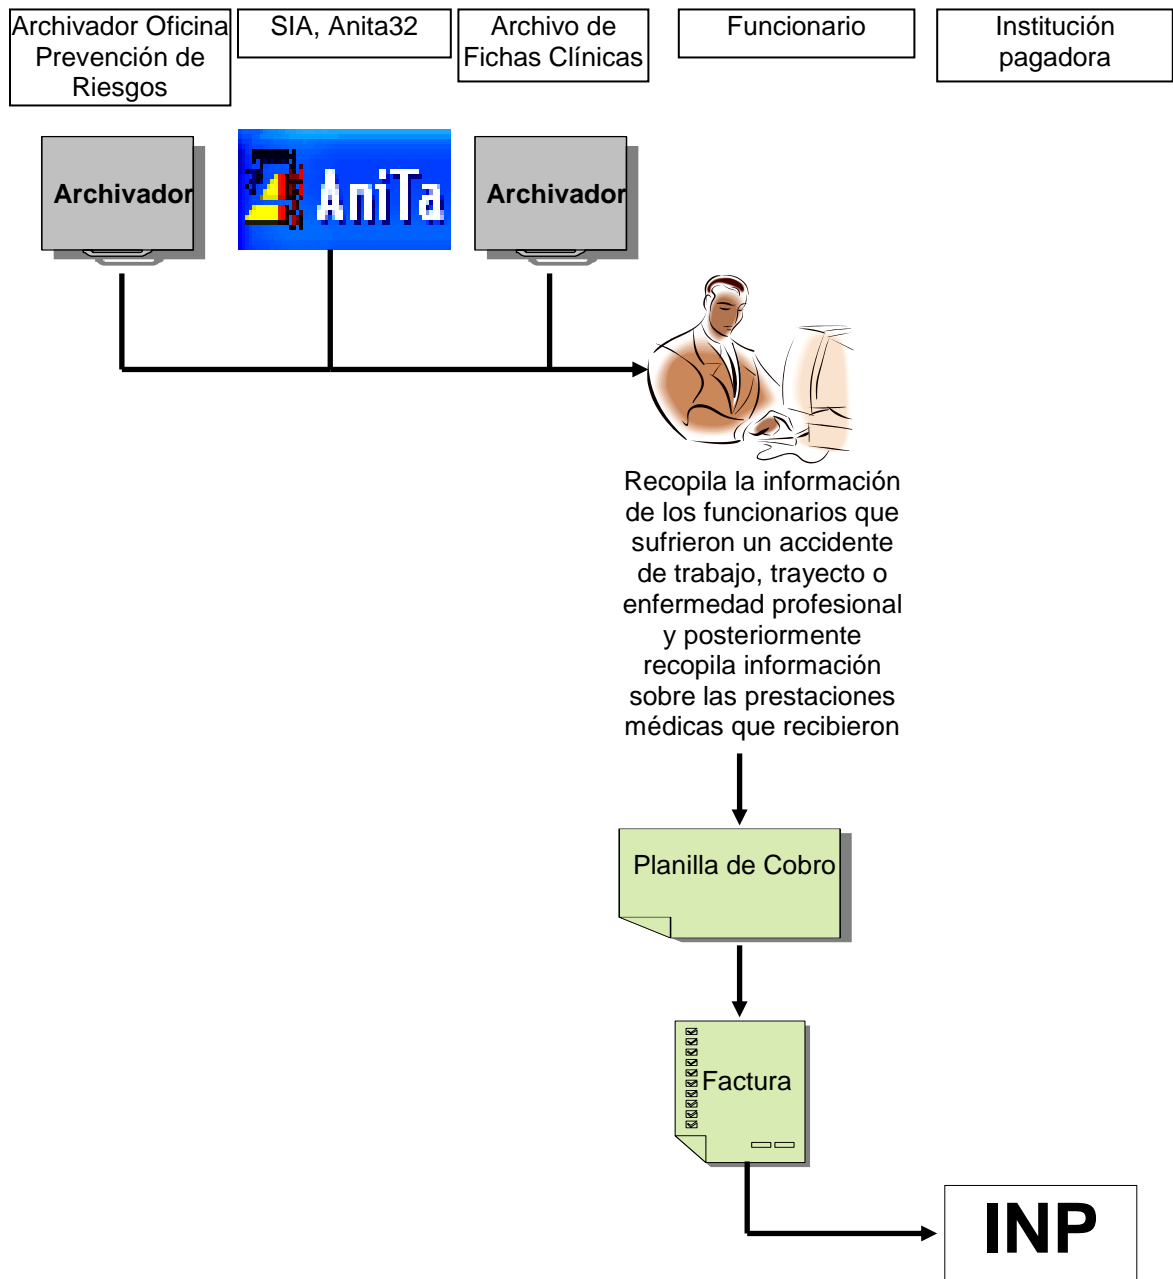 Archivador Oficina
Prevención de
Riesgos
SIA, Anita32
Archivo de
Fichas Clínicas
Funcionario
Institución
pagadora
Archivador
AniTa
Archivador
Recopila la información
de los funcionarios que
sufrieron un accidente
de trabajo, trayecto o
enfermedad profesional
y posteriormente
recopila información
sobre las prestaciones
médicas que recibieron
Planilla de Cobro
Factura
INP